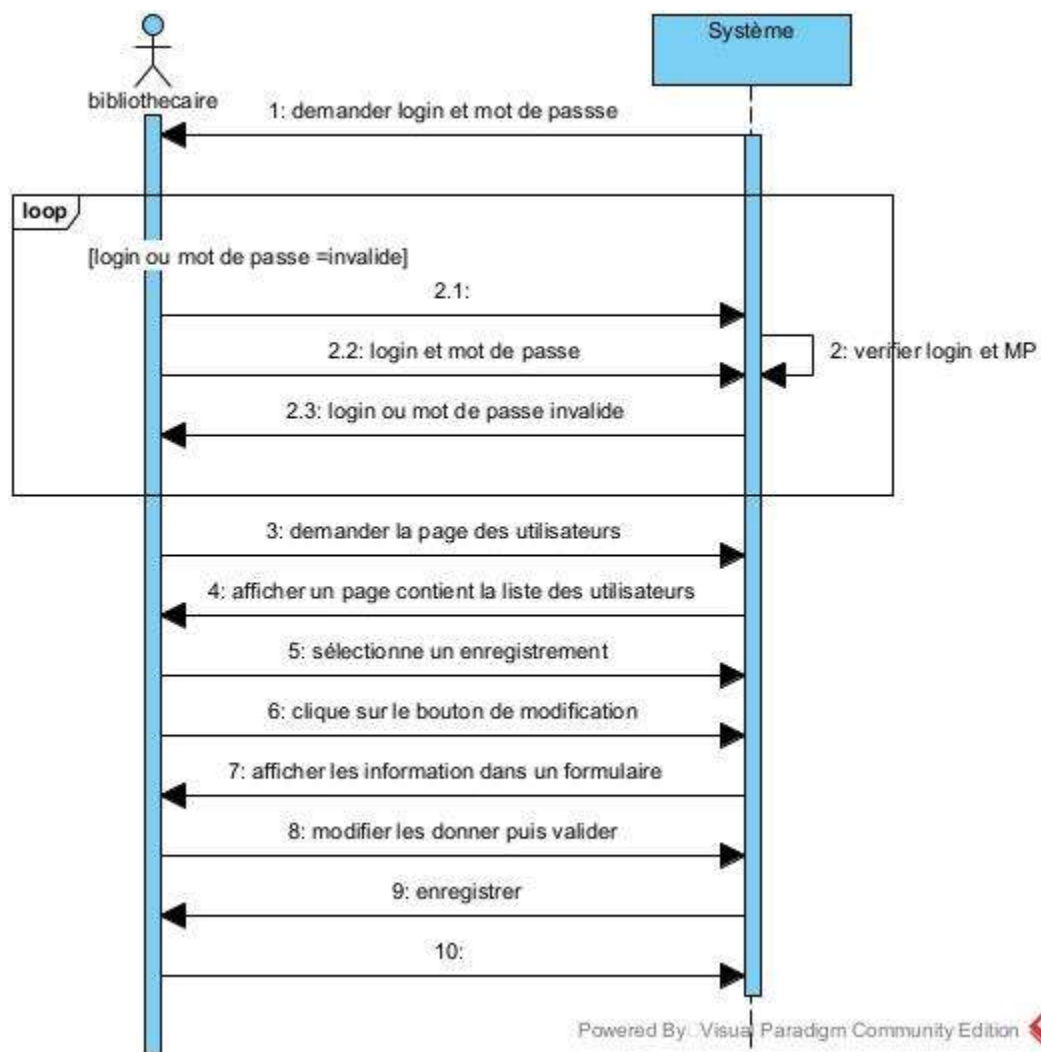 Système
bibliothecaire
1: demander login et mot de passse
loop
[login ou mot de passe =invalide]
2.1:
2.2: login et mot de passe
2: verifier login et MP
2.3: login ou mot de passe invalide
3: demander la page des utilisateurs
4: afficher un page contient la liste des utilisateurs
5: sélectionne un enregistrement
6: clique sur le bouton de modification
7: afficher les information dans un formulaire
8: modifier les donner puis valider
9: enregistrer
10:
Powered By Visual Paradigm Community Edition